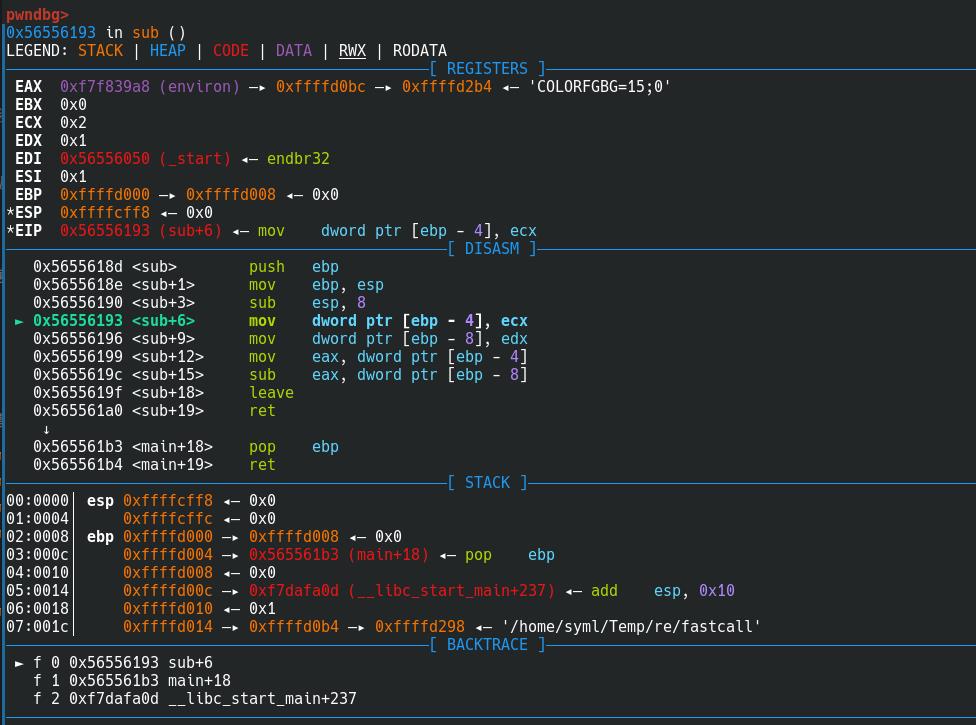 pwndbg>
0x56556193 in sub ()
LEGEND: STACK | HEAP | CODE | DATA | RWX | RODATA
[ REGISTERS ]
EAX  0xf7f839a8 (environ) —▸ 0xffffd0bc —▸ 0xffffd2b4 ◂— 'COLORFGBG=15;0'
EBX  0x0
ECX  0x2
EDX  0x1
EDI  0x56556050 (_start) ◂— endbr32
ESI  0x1
EBP  0xffffd000 —▸ 0xffffd008 ◂— 0x0
*ESP  0xffffcff8 ◂— 0x0
*EIP  0x56556193 (sub+6) ◂— mov    dword ptr [ebp - 4], ecx
[ DISASM ]
0x5655618d <sub>        push   ebp
0x5655618e <sub+1>      mov    ebp, esp
0x56556190 <sub+3>      sub    esp, 8
► 0x56556193 <sub+6>      mov    dword ptr [ebp - 4], ecx
0x56556196 <sub+9>      mov    dword ptr [ebp - 8], edx
0x56556199 <sub+12>     mov    eax, dword ptr [ebp - 4]
0x5655619c <sub+15>     sub    eax, dword ptr [ebp - 8]
0x5655619f <sub+18>     leave
0x565561a0 <sub+19>     ret
↓
0x565561b3 <main+18>    pop    ebp
0x565561b4 <main+19>    ret
[ STACK ]
00:0000│ esp 0xffffcff8 ◂— 0x0
01:0004│     0xffffcffc ◂— 0x0
02:0008│ ebp 0xffffd000 —▸ 0xffffd008 ◂— 0x0
03:000c│     0xffffd004 —▸ 0x565561b3 (main+18) ◂— pop    ebp
04:0010│     0xffffd008 ◂— 0x0
05:0014│     0xffffd00c —▸ 0xf7dafa0d (__libc_start_main+237) ◂— add    esp, 0x10
06:0018│     0xffffd010 ◂— 0x1
07:001c│     0xffffd014 —▸ 0xffffd0b4 —▸ 0xffffd298 ◂— '/home/syml/Temp/re/fastcall'
[ BACKTRACE ]
► f 0 0x56556193 sub+6
f 1 0x565561b3 main+18
f 2 0xf7dafa0d __libc_start_main+237